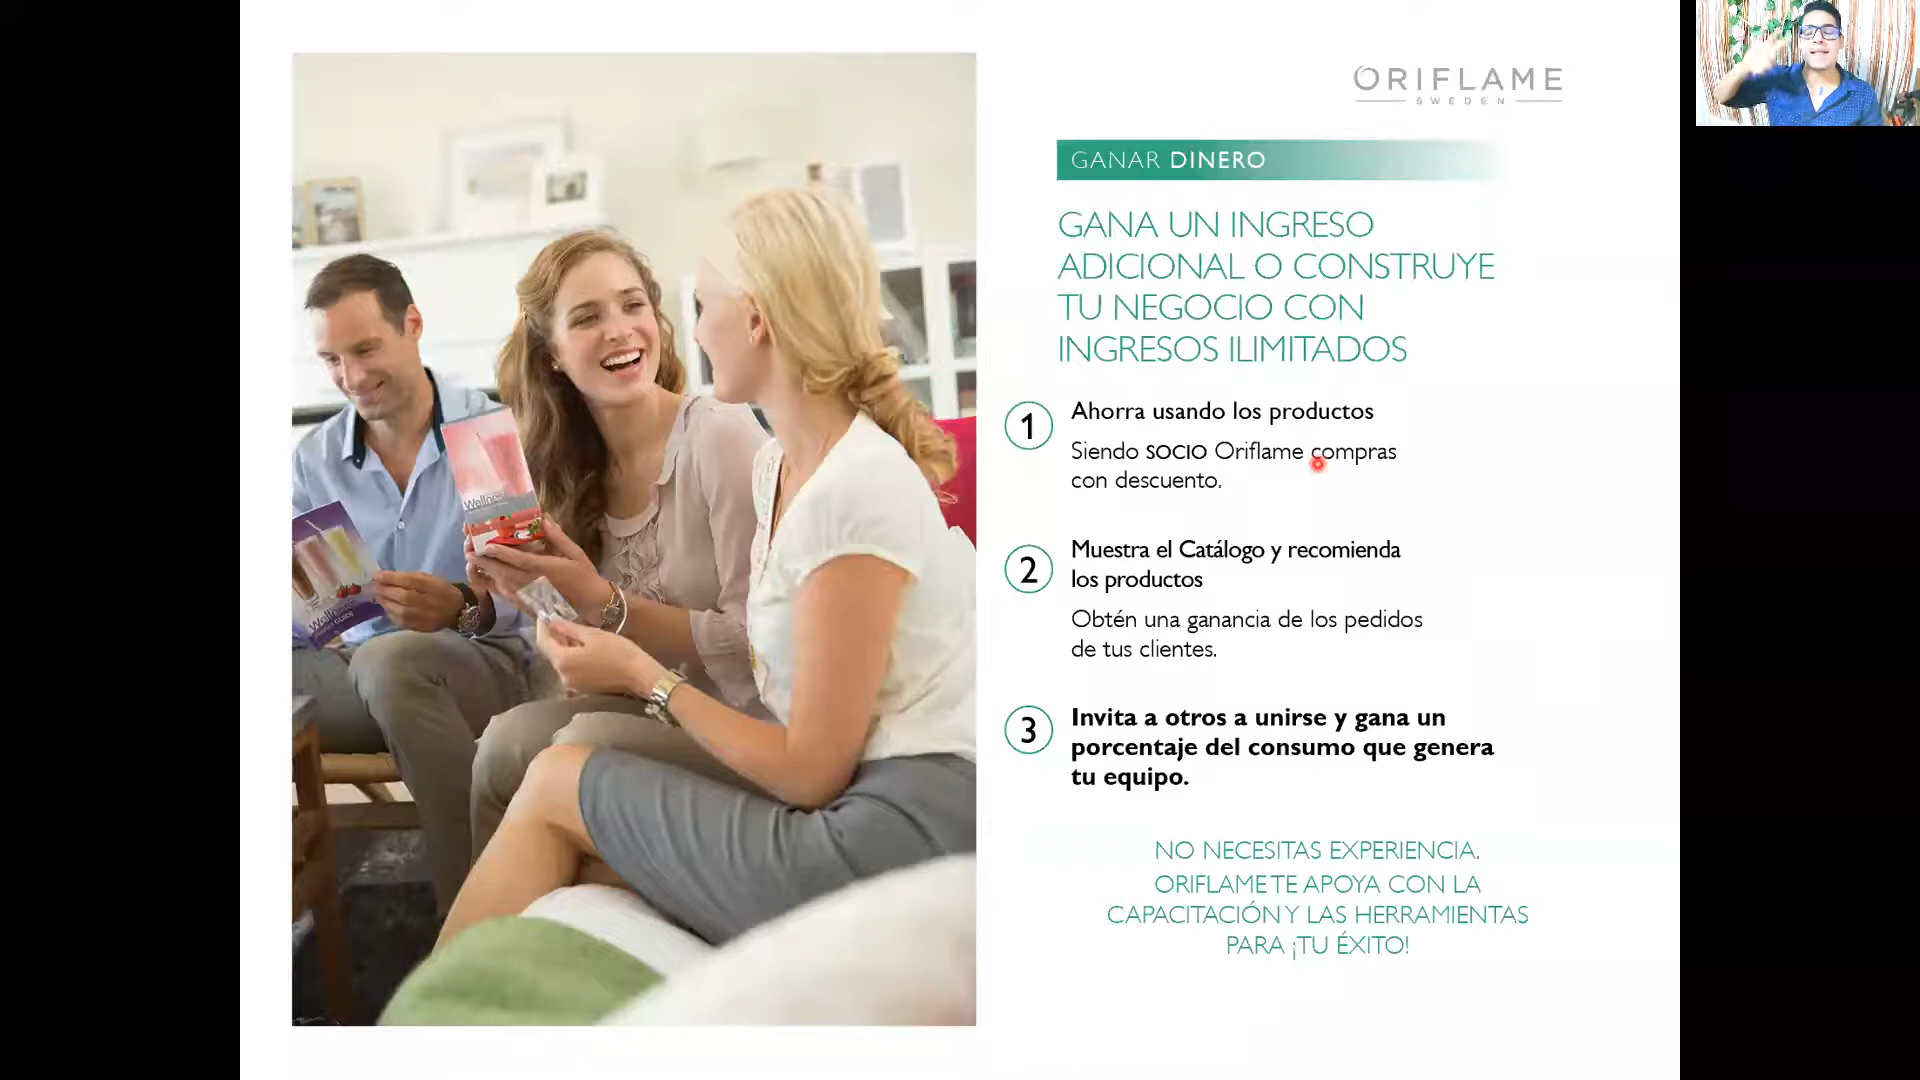 ORIFLAME
SWEDEN
GANAR DINERO
GANA UN INGRESO
ADICIONAL O CONSTRUYE
TU NEGOCIO CON
INGRESOS ILIMITADOS
1
Ahorra usando los productos
Siendo SOCIO Oriflame compras
con descuento.
2
Muestra el Catálogo y recomienda
los productos
Obtén una ganancia de los pedidos
de tus clientes.
3
Invita a otros a unirse y gana un
porcentaje del consumo que genera
tu equipo.
NO NECESITAS EXPERIENCIA.
ORIFLAME TE APOYA CON LA
CAPACITACIÓN Y LAS HERRAMIENTAS
PARA ¡TU ÉXITO!
Wellness
Wellness